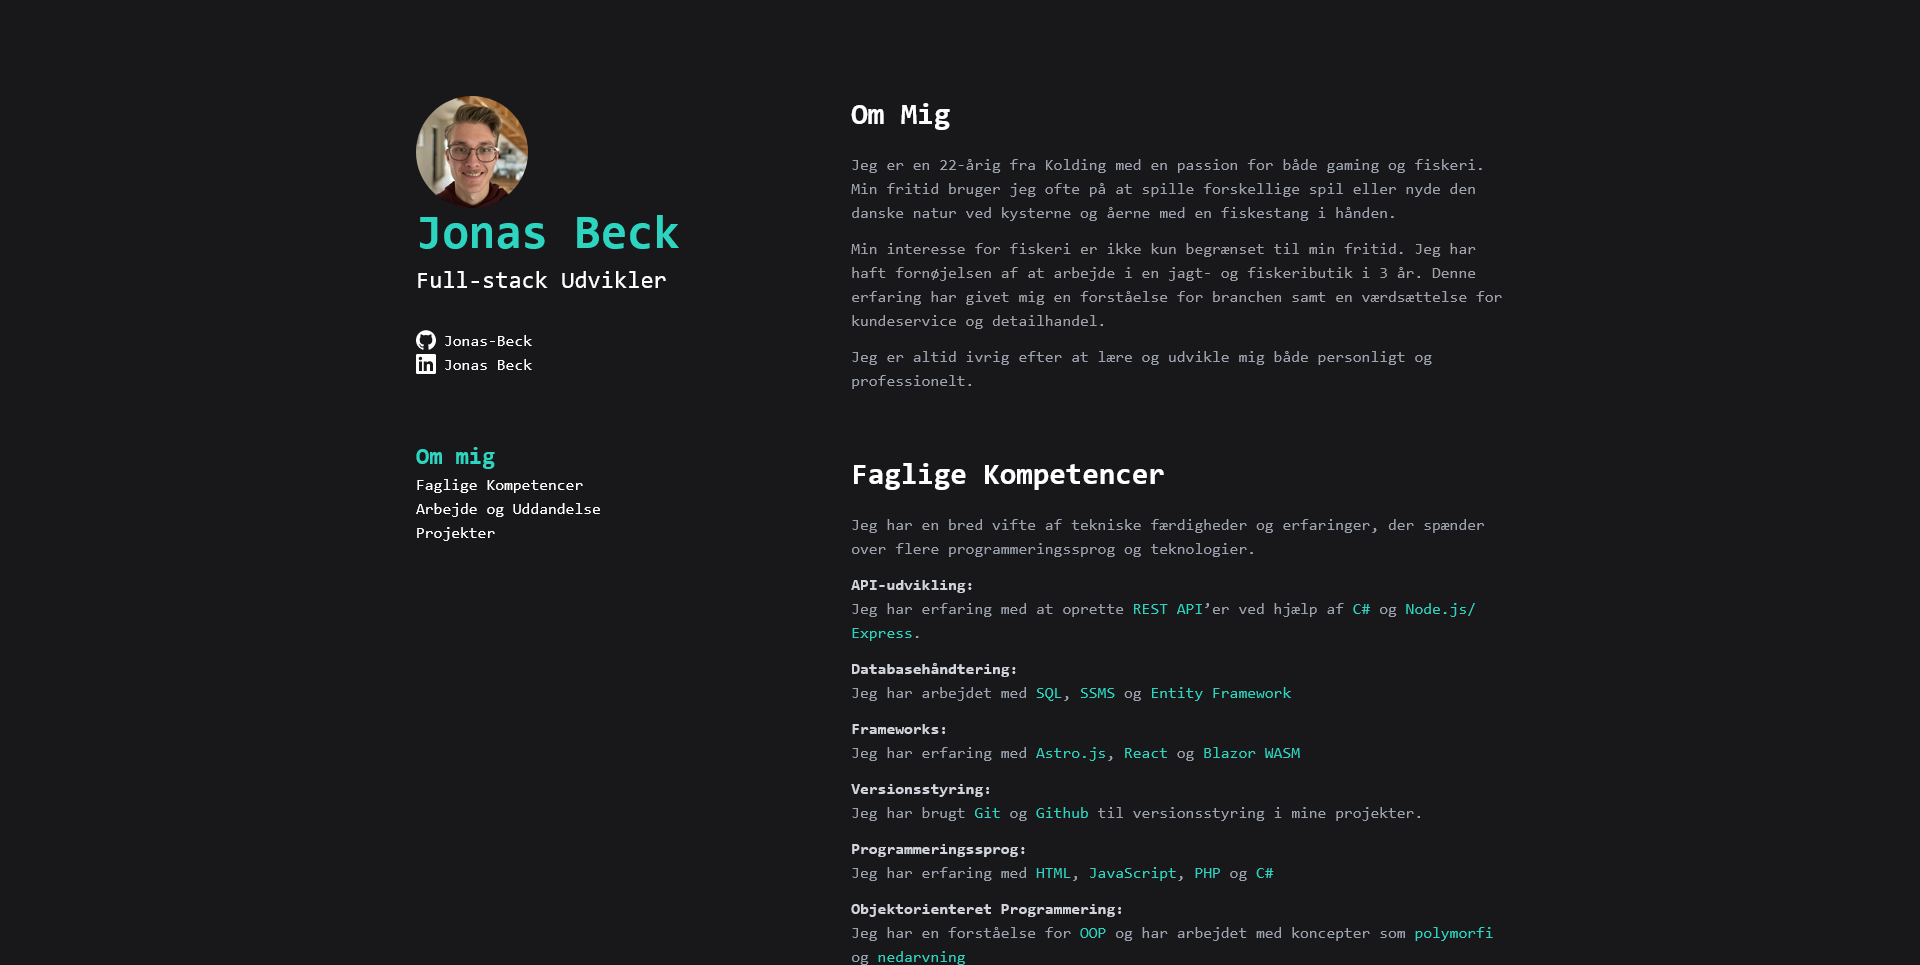 Jonas Beck
Full-stack Udvikler
Jonas-Beck
Jonas Beck
Om mig
Faglige Kompetencer
Arbejde og Uddandelse
Projekter
Om Mig
Jeg er en 22-årig fra Kolding med en passion for både gaming og fiskeri.
Min fritid bruger jeg ofte på at spille forskellige spil eller nyde den
danske natur ved kysterne og åerne med en fiskestang i hånden.
Min interesse for fiskeri er ikke kun begrænset til min fritid. Jeg har
haft fornøjelsen af at arbejde i en jagt- og fiskeributik i 3 år. Denne
erfaring har givet mig en forståelse for branchen samt en værdsættelse for
kundeservice og detailhandel.
Jeg er altid ivrig efter at lære og udvikle mig både personligt og
professionelt.
Faglige Kompetencer
Jeg har en bred vifte af tekniske færdigheder og erfaringer, der spænder
over flere programmeringssprog og teknologier.
API-udvikling:
Jeg har erfaring med at oprette REST API’er ved hjælp af C# og Node.js/
Express.
Databasehåndtering:
Jeg har arbejdet med SQL, SSMS og Entity Framework
Frameworks:
Jeg har erfaring med Astro.js, React og Blazor WASM
Versionsstyring:
Jeg har brugt Git og Github til versionsstyring i mine projekter.
Programmeringssprog:
Jeg har erfaring med HTML, JavaScript, PHP og C#
Objektorienteret Programmering:
Jeg har en forståelse for OOP og har arbejdet med koncepter som polymorfi
og nedarvning